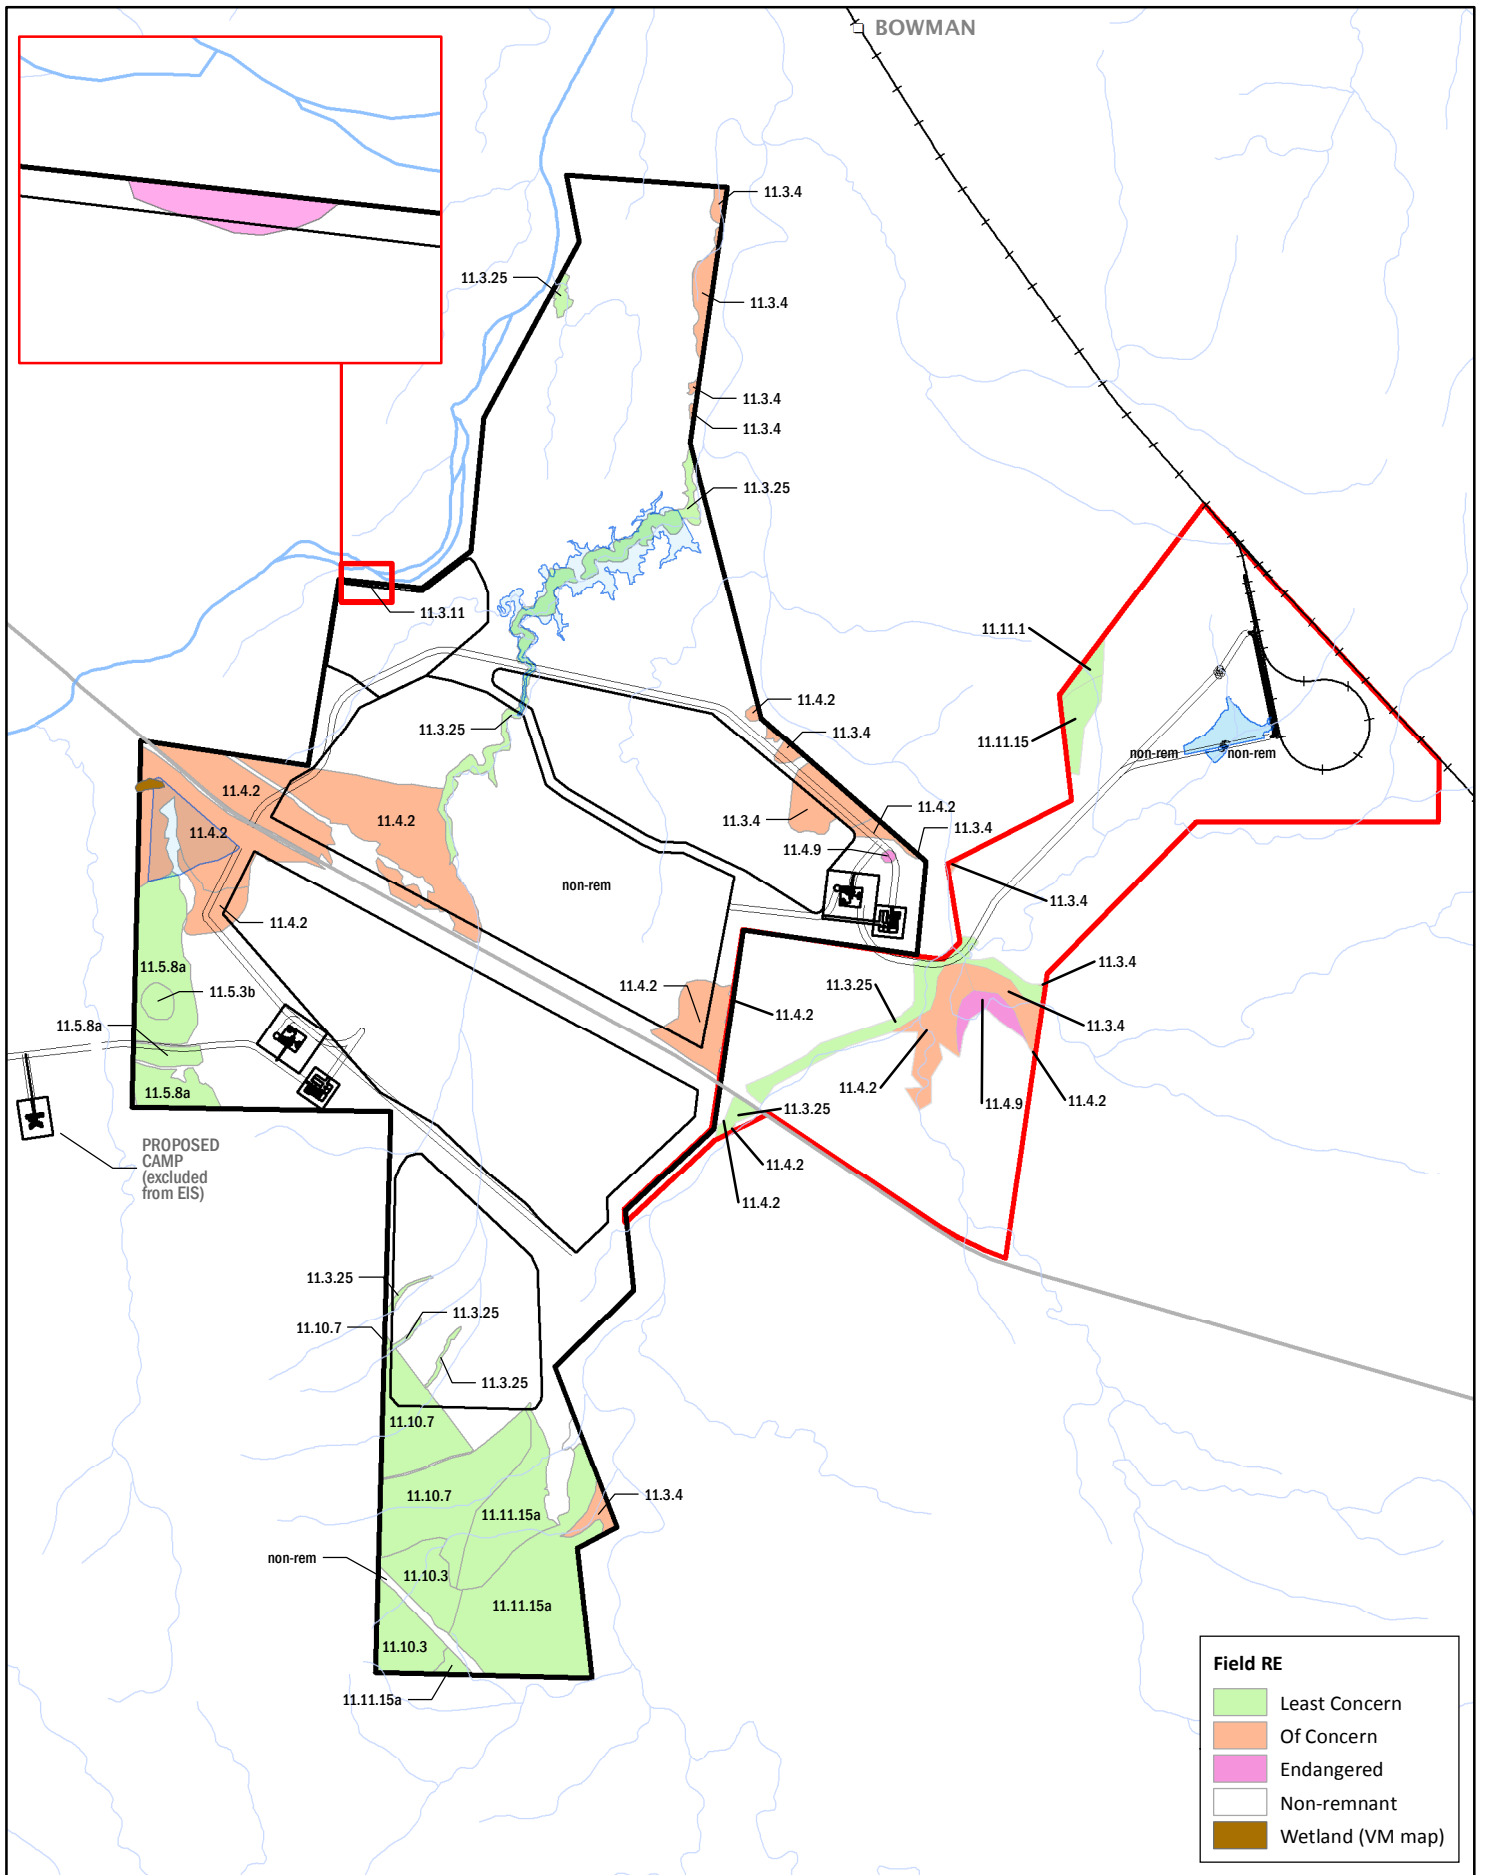 BOWMAN
11.3.4
11.3.25
11.3.4
11.3.4
11.3.4
11.3.25
11.3.11
11.11.1
11.4.2
11.3.25
11.3.4
11.11.15
non-rem
non-rem
11.4.2
11.4.2
11.4.2
11.3.4
11.4.2
11.3.4
11.4.9
non-rem
11.3.4
11.4.2
11.5.8a
11.3.4
11.5.3b
11.4.2
11.3.25
11.4.2
11.5.8a
11.3.4
11.4.2
11.5.8a
11.4.9
11.4.2
11.3.25
PROPOSED
CAMP
(excluded
from EIS)
11.4.2
11.4.2
11.3.25
11.3.25
11.10.7
11.3.25
11.10.7
11.10.7
11.3.4
11.11.15a
non-rem
11.10.3
11.11.15a
11.10.3
11.11.15a
Field RE
Least Concern
Of Concern
Endangered
Non-remnant
Wetland (VM map)